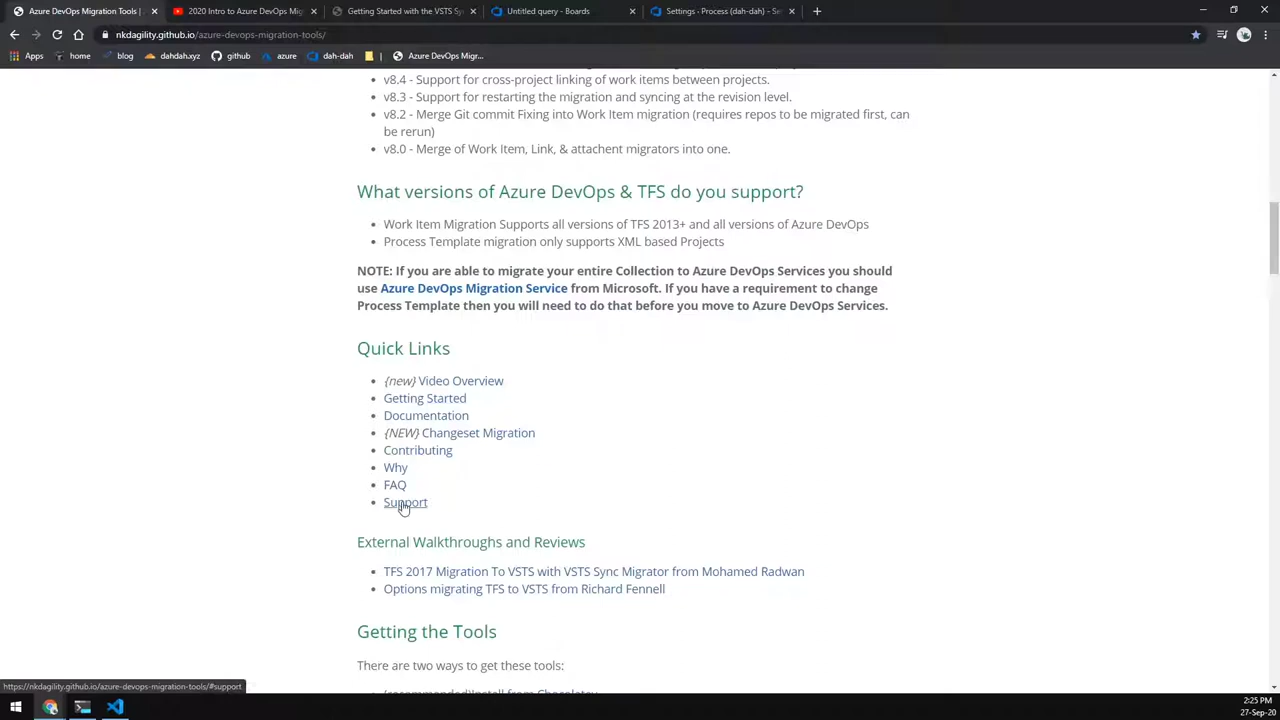 Azure DevOps Migration Tools |
2020 Intro to Azure DevOps Mig
Getting Started with the VSTS Sy
Untitled query - Boards
Settings · Process (dah-dah) - Se
nkdagility.github.io/azure-devops-migration-tools/
Apps
home
blog
dahdah.xyz
github
azure
dah-dah
Azure DevOps Migr...
v8.4 - Support for cross-project linking of work items between projects.
v8.3 - Support for restarting the migration and syncing at the revision level.
v8.2 - Merge Git commit Fixing into Work Item migration (requires repos to be migrated first, can
be rerun)
v8.0 - Merge of Work Item, Link, & attachent migrators into one.
What versions of Azure DevOps & TFS do you support?
Work Item Migration Supports all versions of TFS 2013+ and all versions of Azure DevOps
Process Template migration only supports XML based Projects
NOTE: If you are able to migrate your entire Collection to Azure DevOps Services you should
use Azure DevOps Migration Service from Microsoft. If you have a requirement to change
Process Template then you will need to do that before you move to Azure DevOps Services.
Quick Links
{new} Video Overview
Getting Started
Documentation
{NEW} Changeset Migration
Contributing
Why
FAQ
Support
External Walkthroughs and Reviews
TFS 2017 Migration To VSTS with VSTS Sync Migrator from Mohamed Radwan
Options migrating TFS to VSTS from Richard Fennell
Getting the Tools
There are two ways to get these tools:
(recommended)Install from Chocolatey
https://nkdagility.github.io/azure-devops-migration-tools/#support
2:25 PM
27-Sep-20